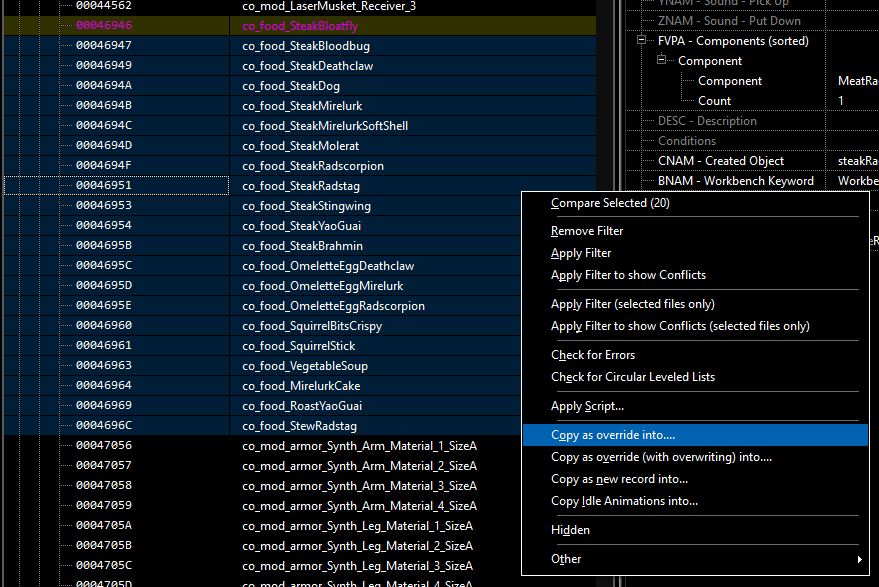 00044562 co_mod_LaserMusket_Receiver_3
00046946 co_food_SteakBloatfly
00046947 co_food_SteakBloodbug
00046949 co_food_SteakDeathclaw
0004694A co_food_SteakDog
0004694B co_food_SteakMirelurk
0004694C co_food_SteakMirelurkSoftShell
0004694D co_food_SteakMolerat
0004694F co_food_SteakRadscorpion
00046951 co_food_SteakRadstag
00046953 co_food_SteakStingwing
00046954 co_food_SteakYaoGuai
0004695B co_food_SteakBrahmin
0004695C co_food_OmeletteEggDeathclaw
0004695D co_food_OmeletteEggMirelurk
0004695E co_food_OmeletteEggRadscorpion
00046960 co_food_SquirrelBitsCrispy
00046961 co_food_SquirrelStick
00046963 co_food_VegetableSoup
00046964 co_food_MirelurkCake
00046969 co_food_RoastYaoGuai
0004696C co_food_StewRadstag
00047056 co_mod_armor_Synth_Arm_Material_1_SizeA
00047057 co_mod_armor_Synth_Arm_Material_2_SizeA
00047058 co_mod_armor_Synth_Arm_Material_3_SizeA
00047059 co_mod_armor_Synth_Arm_Material_4_SizeA
0004705A co_mod_armor_Synth_Leg_Material_1_SizeA
0004705B co_mod_armor_Synth_Leg_Material_2_SizeA
0004705C co_mod_armor_Synth_Leg_Material_3_SizeA
0004705D co_mod_armor_Synth_Leg_Material_4_SizeA
YNAM - Sound - Pick Up
ZNAM - Sound - Put Down
FVPA - Components (sorted)
Component
Component MeatRa
Count 1
DESC - Description
Conditions
CNAM - Created Object steakRa
BNAM - Workbench Keyword Workbe
Compare Selected (20)
Remove Filter
Apply Filter
Apply Filter to show Conflicts
Apply Filter (selected files only)
Apply Filter to show Conflicts (selected files only)
Check for Errors
Check for Circular Leveled Lists
Apply Script...
Copy as override into....
Copy as override (with overwriting) into....
Copy as new record into...
Copy Idle Animations into...
Hidden
Other